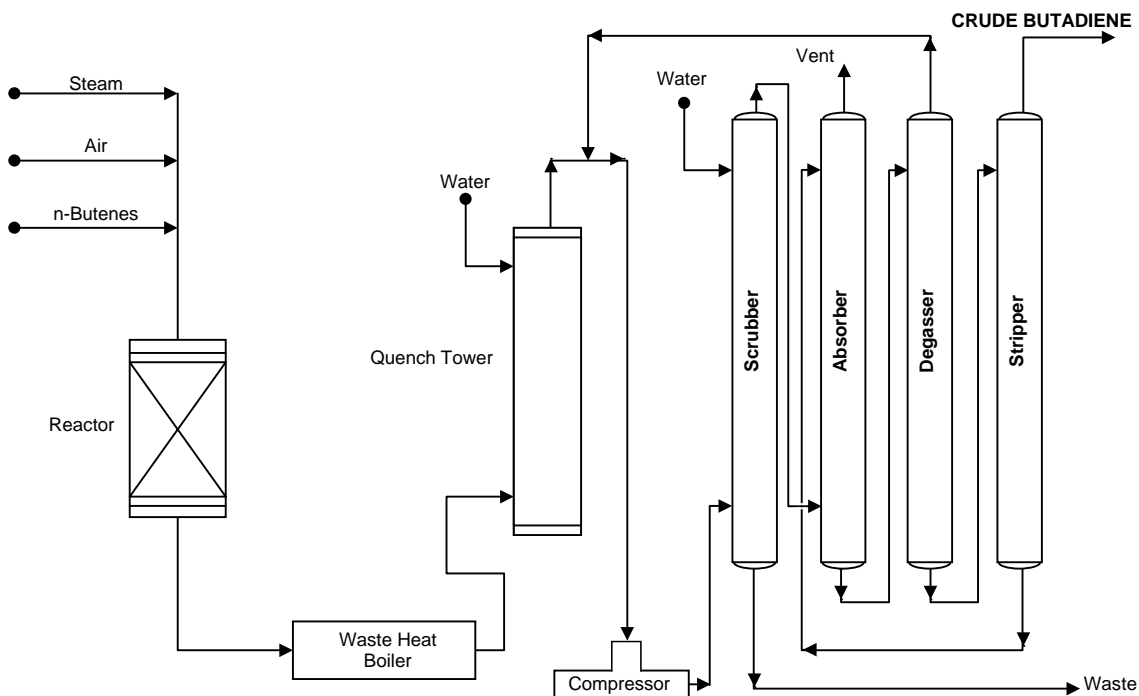 CRUDE BUTADIENE
Vent
Steam
Water
Air
Water
n-Butenes
Scrubber
Absorber
Degasser
Stripper
Quench Tower
Reactor
Waste Heat
Boiler
Compressor
Waste